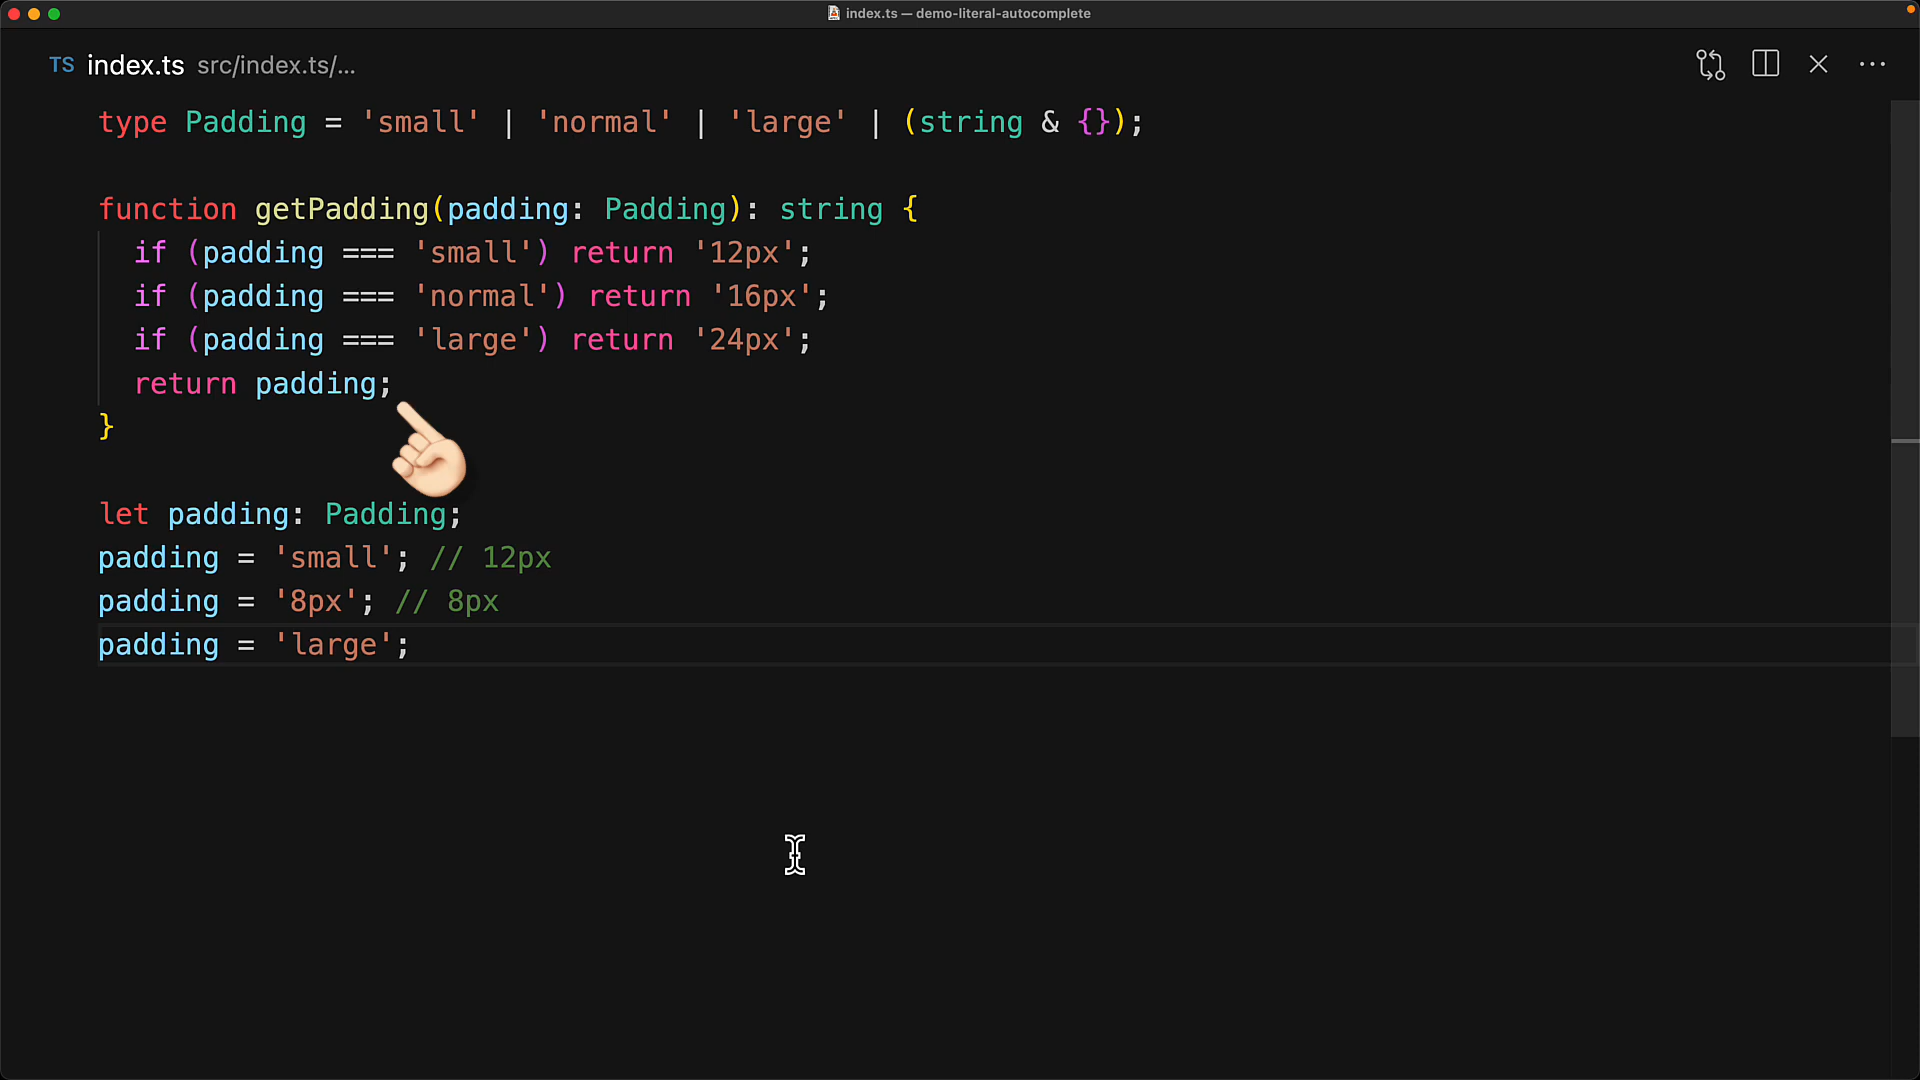 index.ts — demo-literal-autocomplete
TS index.ts src/index.ts/...
type Padding = 'small' | 'normal' | 'large' | (string & {});
function getPadding(padding: Padding): string {
if (padding === 'small') return '12px';
if (padding === 'normal') return '16px';
if (padding === 'large') return '24px';
return padding;
}
let padding: Padding;
padding = 'small'; // 12px
padding = '8px'; // 8px
padding = 'large';